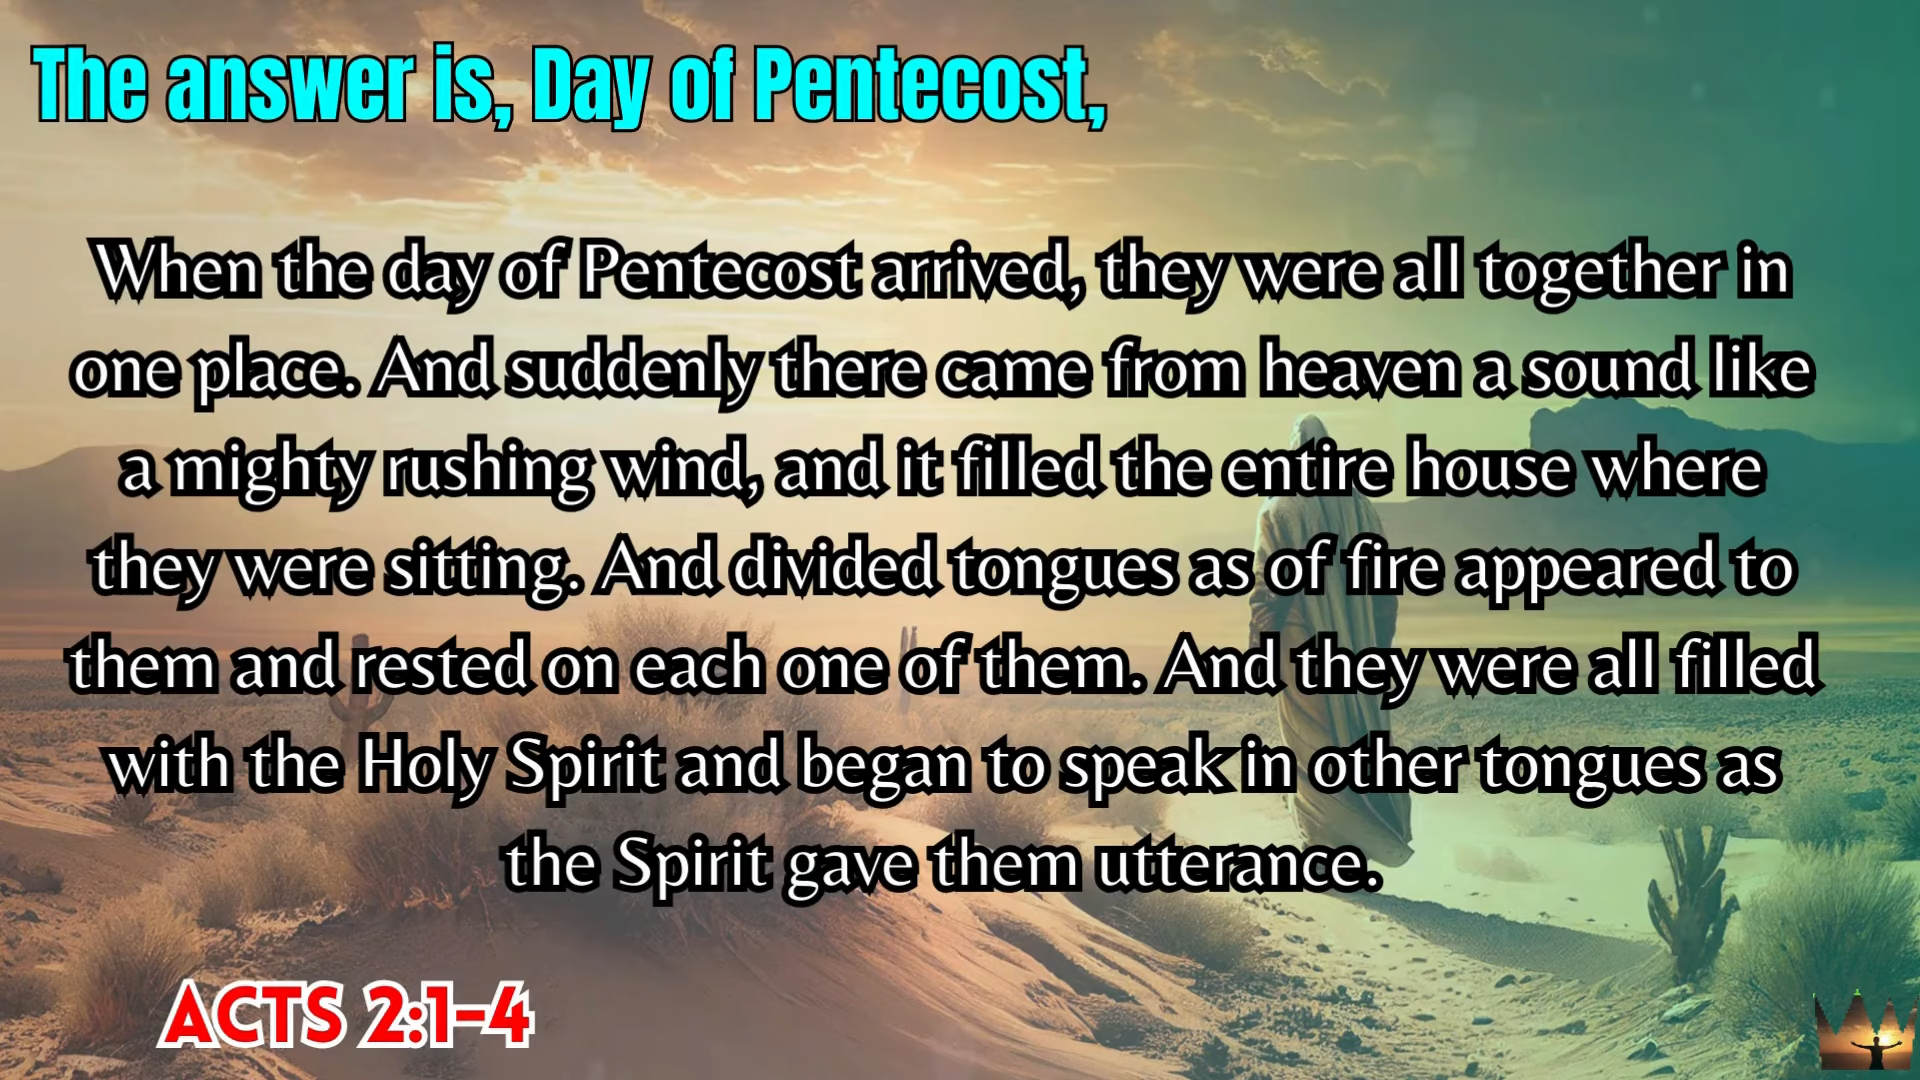 The answer is, Day of Pentecost,
When the day of Pentecost arrived, they were all together in
one place. And suddenly there came from heaven a sound like
a mighty rushing wind, and it filled the entire house where
they were sitting. And divided tongues as of fire appeared to
them and rested on each one of them. And they were all filled
with the Holy Spirit and began to speak in other tongues as
the Spirit gave them utterance.
ACTS 2:1-4